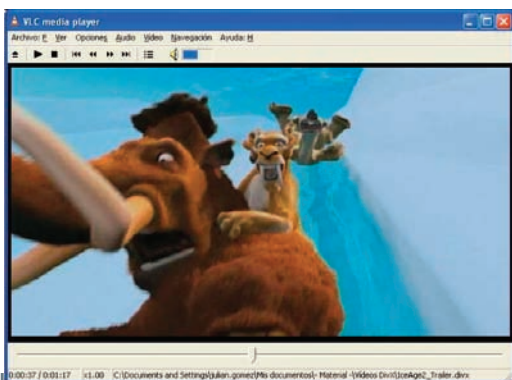 VLC media player
Archivo: P Ver Opciones Audio Video Navegación Ayuda: H
0:00:37 / 0:01:17 x1.00 C:\Documents and Settings\julian.gomez\Mis documentos\- Material -\Videos DivX\IceAge2_Trailer.divx